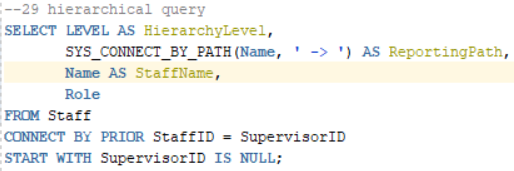 --29 hierarchical query
SELECT LEVEL AS HierarchyLevel,
SYS_CONNECT_BY_PATH(Name, ' -> ') AS ReportingPath,
Name AS StaffName,
Role
FROM Staff
CONNECT BY PRIOR StaffID = SupervisorID
START WITH SupervisorID IS NULL;